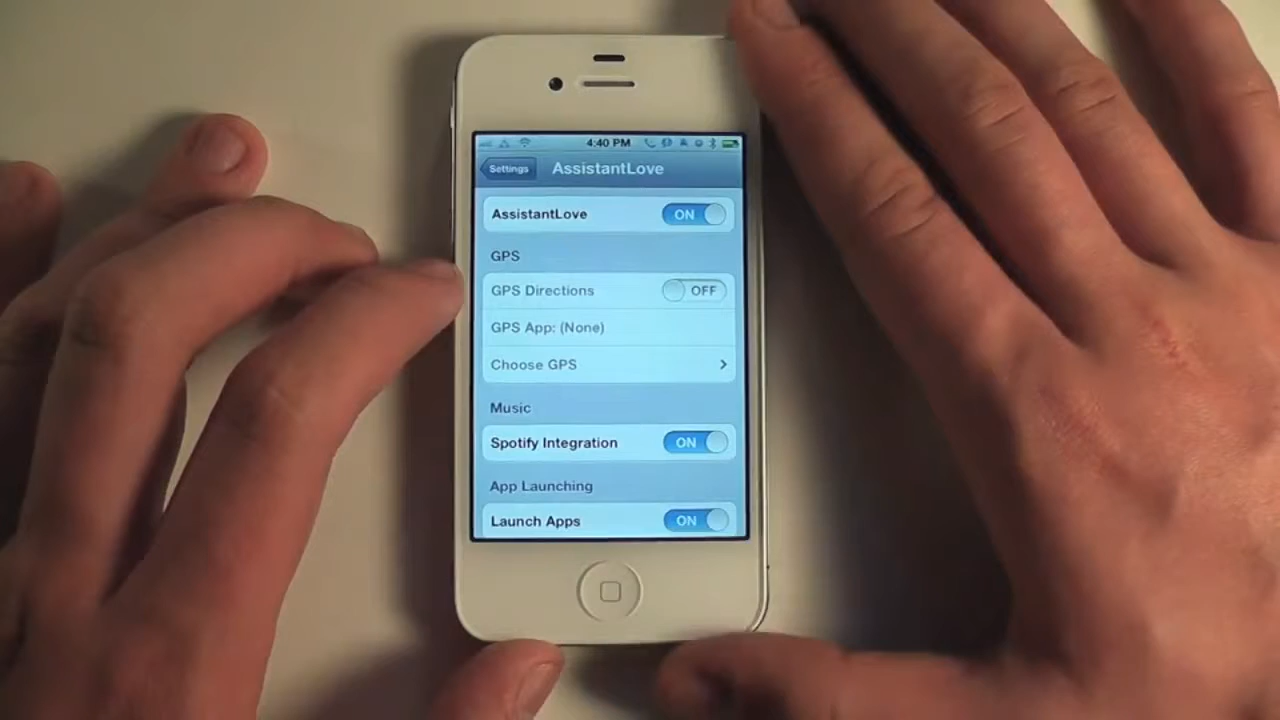 4:40 PM
Settings
AssistantLove
AssistantLove ON
GPS
GPS Directions OFF
GPS App: (None)
Choose GPS
Music
Spotify Integration ON
App Launching
Launch Apps ON